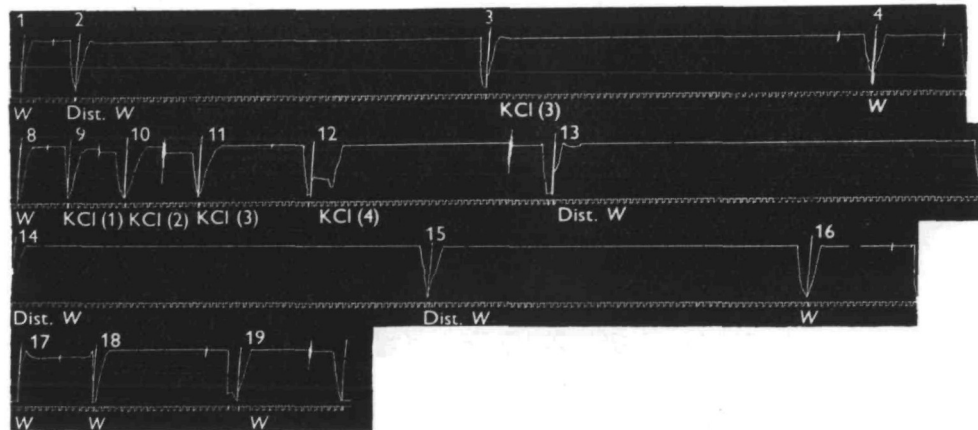 1 2 3 4
W Dist. W KCl (3) W
8 9 10 11 12 13
W KCl (1) KCl (2) KCl (3) KCl (4) Dist. W
14 15 16
Dist. W Dist. W W
17 18 19
W W W